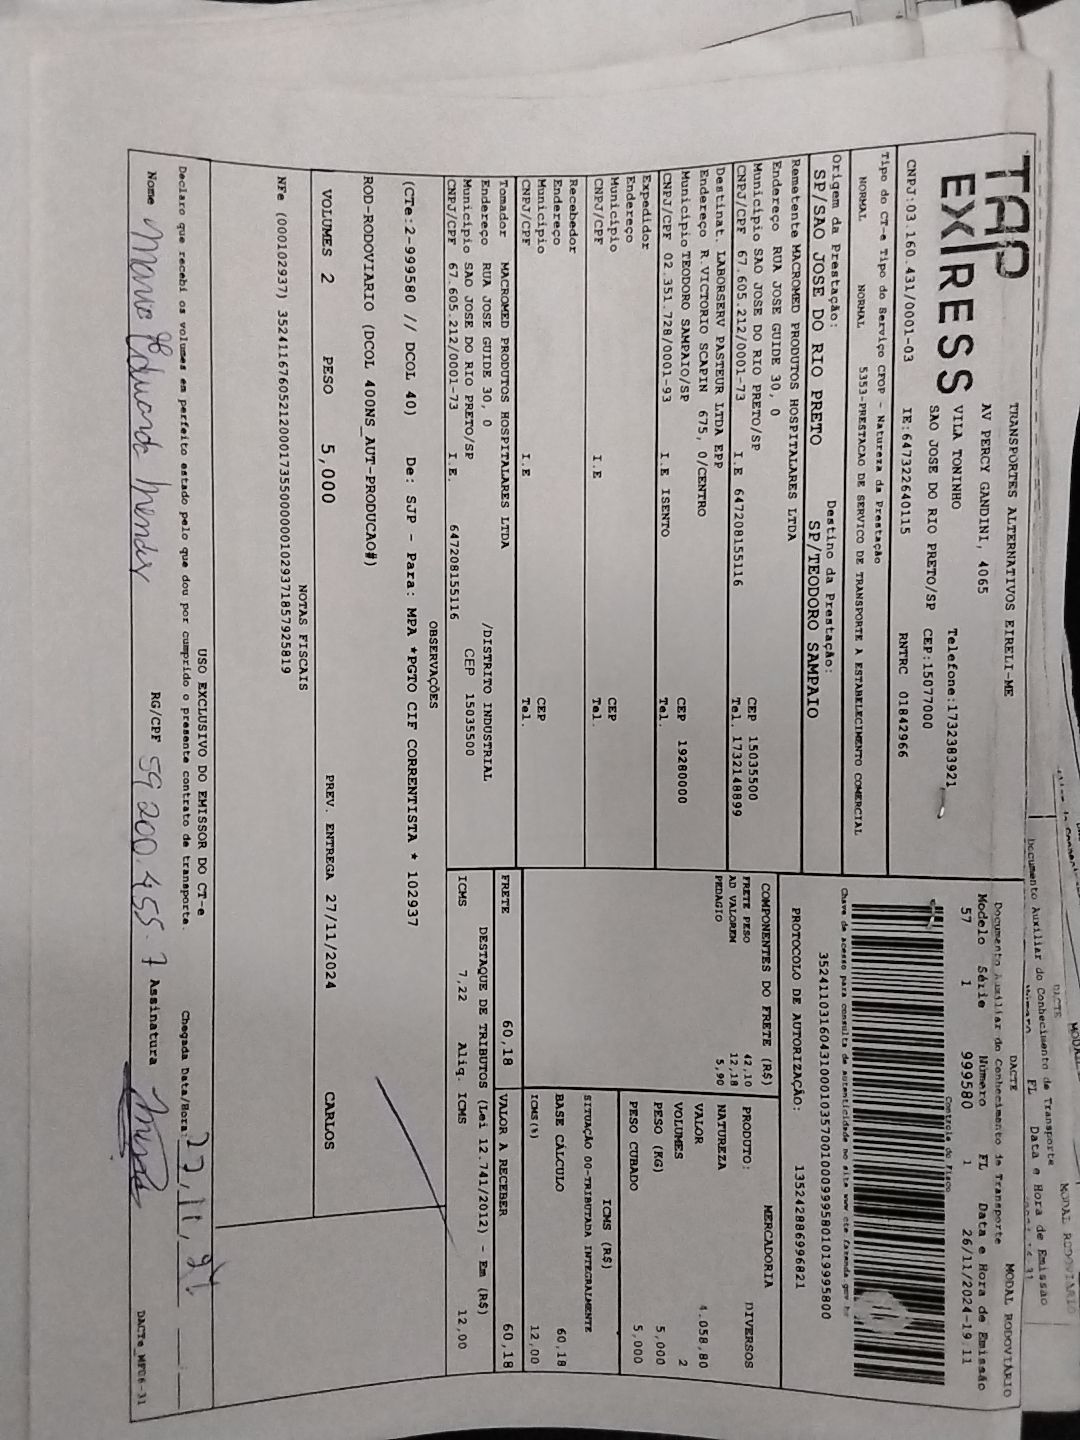 TAP EXPRESS
TRANSPORTES ALTERNATIVOS EIRELI-ME
AV PERCY GANDINI, 4065
VILA TONINHO Telefone:1732383921
SAO JOSE DO RIO PRETO/SP CEP:15077000
CNPJ:03.160.431/0001-03 IE:647322640115 RNTRC 01842966
DACTE MODAL RODOVIÁRIO
Documento Auxiliar do Conhecimento de Transporte
Modelo Série Número FL Data e Hora de Emissão
57 1 999580 1 26/11/2024-19 11
Controle do Fisco
Chave de acesso para consulta de autenticidade no site www cte fazenda gov br
PROTOCOLO DE AUTORIZAÇÃO: 135242886996821
Tipo do CT-e Tipo do Serviço CFOP - Natureza da Prestação
NORMAL NORMAL 5353-PRESTACAO DE SERVICO DE TRANSPORTE A ESTABELECIMENTO COMERCIAL
Origem da Prestação: Destino da Prestação:
SP/SAO JOSE DO RIO PRETO SP/TEODORO SAMPAIO
Remetente MACROMED PRODUTOS HOSPITALARES LTDA
Endereço RUA JOSE GUIDE 30, 0
Município SAO JOSE DO RIO PRETO/SP CEP 15035500
CNPJ/CPF 67.605.212/0001-73 I.E 647208155116 Tel. 1732148899
Destinat. LABORSERV PASTEUR LTDA EPP
Endereço R.VICTORIO SCAPIN 675, 0/CENTRO
Município TEODORO SAMPAIO/SP CEP 19280000
CNPJ/CPF 02.351.728/0001-93 I.E ISENTO Tel.
Expedidor
Endereço
Município CEP
CNPJ/CPF I.E Tel.
Recebedor
Endereço
Município CEP
CNPJ/CPF I.E Tel.
Tomador MACROMED PRODUTOS HOSPITALARES LTDA
Endereço RUA JOSE GUIDE 30, 0 /DISTRITO INDUSTRIAL
Município SAO JOSE DO RIO PRETO/SP CEP 15035500
CNPJ/CPF 67.605.212/0001-73 I.E. 647208155116
COMPONENTES DO FRETE (R$)
FRETE PESO 42,10
AD VALOREM 12,18
PEDAGIO 5,90
MERCADORIA
PRODUTO: DIVERSOS
NATUREZA
VALOR 4.058,80
VOLUMES 2
PESO (KG) 5,000
PESO CUBADO 5,000
ICMS (R$)
SITUAÇÃO 00-TRIBUTADA INTEGRALMENTE
BASE CÁLCULO 60,18
ICMS(%) 12,00
FRETE 60,18 VALOR A RECEBER 60,18
DESTAQUE DE TRIBUTOS (Lei 12.741/2012) - Em (R$)
ICMS 7,22 Aliq. ICMS 12,00
OBSERVAÇÕES
(CTe:2-999580 // DCOL 40) De: SJP - Para: MPA *PGTO CIF CORRENTISTA * 102937
ROD-RODOVIARIO (DCOL 400NS_AUT-PRODUCAO#)
VOLUMES 2 PESO 5,000 PREV. ENTREGA 27/11/2024 CARLOS
NOTAS FISCAIS
NFe (000102937) 35241167605212000173550000001029371857925819
USO EXCLUSIVO DO EMISSOR DO CT-e
Declaro que recebi os volumes em perfeito estado pelo que dou por cumprido o presente contrato de transporte. Chegada Data/Hora: 27,11,24
Nome Maria Eduarda Mendes RG/CPF 59 200.455.7 Assinatura
DACTe_MF06-31